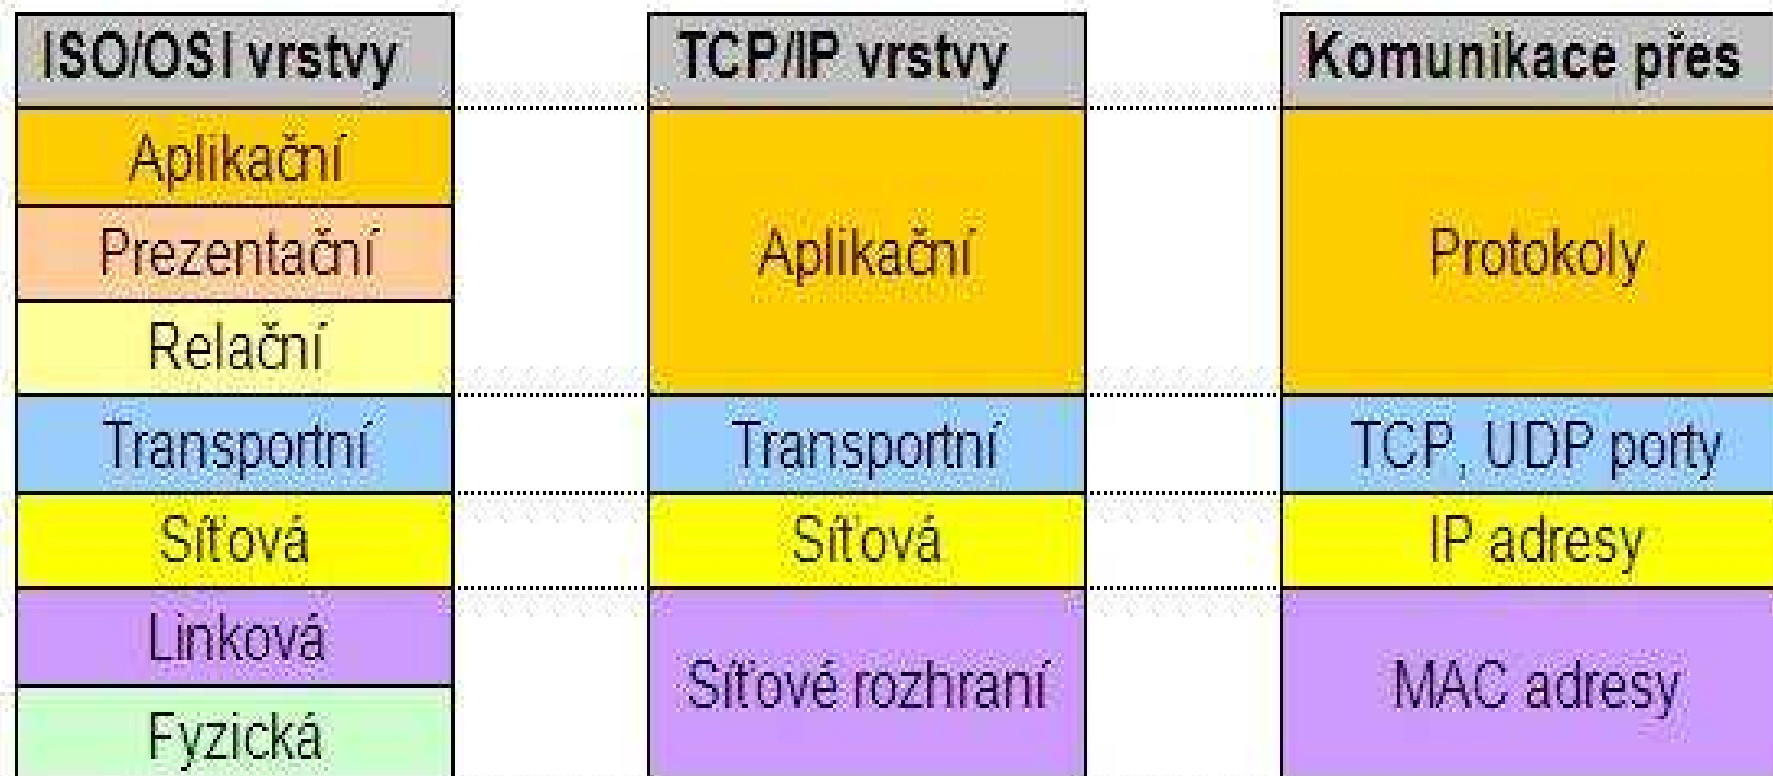 ISO/OSI vrstvy
Aplikační
Prezentační
Relační
Transportní
Síťová
Linková
Fyzická
TCP/IP vrstvy
Aplikační
Transportní
Síťová
Síťové rozhraní
Komunikace přes
Protokoly
TCP, UDP porty
IP adresy
MAC adresy